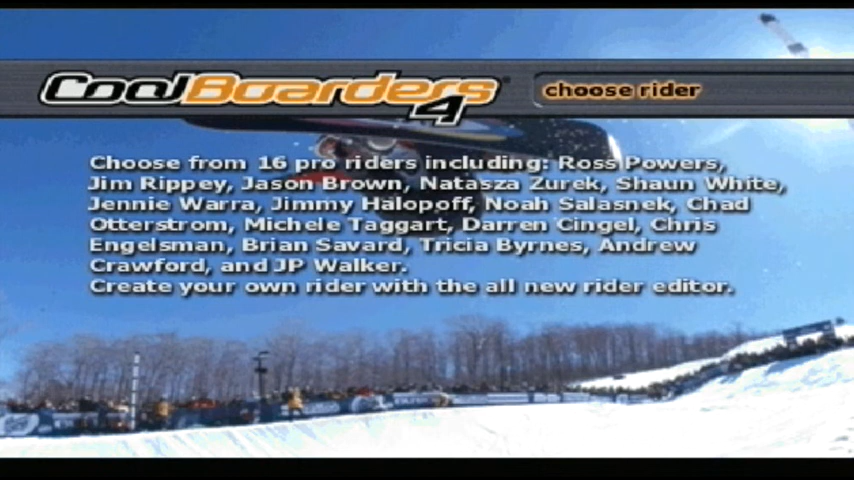 CoolBoarders 4
choose rider
Choose from 16 pro riders including: Ross Powers,
Jim Rippey, Jason Brown, Natasza Zurek, Shaun White,
Jennie Warra, Jimmy Halopoff, Noah Salasnek, Chad
Otterstrom, Michele Taggart, Darren Cingel, Chris
Engelsman, Brian Savard, Tricia Byrnes, Andrew
Crawford, and JP Walker.
Create your own rider with the all new rider editor.